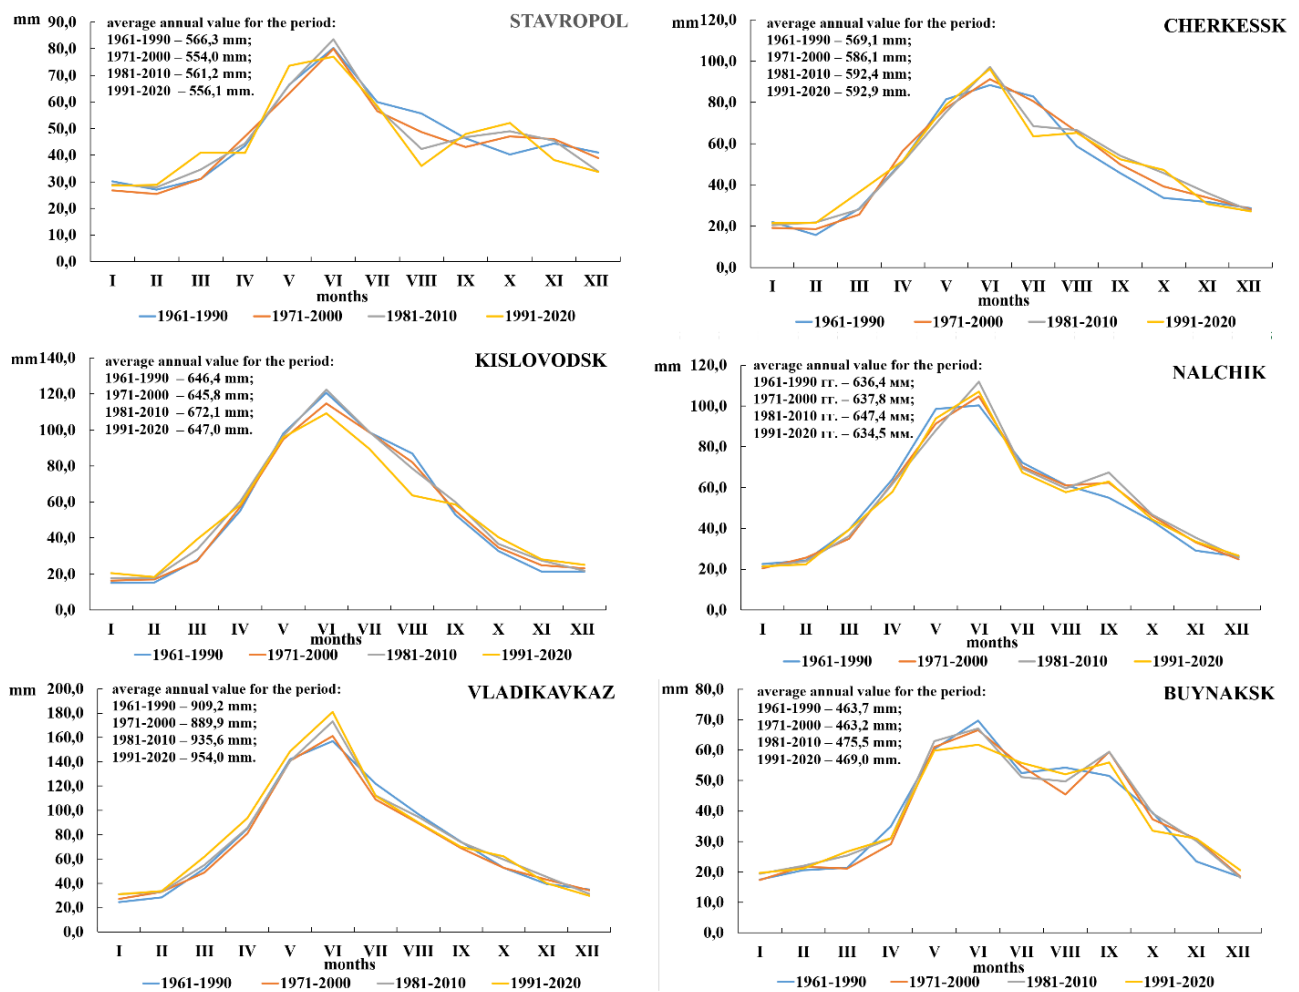 mm
STAVROPOL
average annual value for the period:
1961-1990 – 566,3 mm;
1971-2000 – 554,0 mm;
1981-2010 – 561,2 mm;
1991-2020 – 556,1 mm.
90,0
80,0
70,0
60,0
50,0
40,0
30,0
20,0
10,0
0,0
I II III IV V VI VII VIII IX X XI XII
months
1961-1990 1971-2000 1981-2010 1991-2020
mm
CHERKESSK
average annual value for the period:
1961-1990 – 569,1 mm;
1971-2000 – 586,1 mm;
1981-2010 – 592,4 mm;
1991-2020 – 592,9 mm.
120,0
100,0
80,0
60,0
40,0
20,0
0,0
I II III IV V VI VII VIII IX X XI XII
months
1961-1990 1971-2000 1981-2010 1991-2020
mm
KISLOVODSK
average annual value for the period:
1961-1990 – 646,4 mm;
1971-2000 – 645,8 mm;
1981-2010 – 672,1 mm;
1991-2020 – 647,0 mm.
140,0
120,0
100,0
80,0
60,0
40,0
20,0
0,0
I II III IV V VI VII VIII IX X XI XII
months
1961-1990 1971-2000 1981-2010 1991-2020
mm
NALCHIK
average annual value for the period:
1961-1990 гг. – 636,4 мм;
1971-2000 гг. – 637,8 мм;
1981-2010 гг. – 647,4 мм;
1991-2020 гг. – 634,5 мм.
120,0
100,0
80,0
60,0
40,0
20,0
0,0
I II III IV V VI VII VIII IX X XI XII
months
1961-1990 1971-2000 1981-2010 1991-2020
mm
VLADIKAVKAZ
average annual value for the period:
1961-1990 – 909,2 mm;
1971-2000 – 889,9 mm;
1981-2010 – 935,6 mm;
1991-2020 – 954,0 mm.
200,0
180,0
160,0
140,0
120,0
100,0
80,0
60,0
40,0
20,0
0,0
I II III IV V VI VII VIII IX X XI XII
months
1961-1990 1971-2000 1981-2010 1991-2020
mm
BUYNAKSK
average annual value for the period:
1961-1990 – 463,7 mm;
1971-2000 – 463,2 mm;
1981-2010 – 475,5 mm;
1991-2020 – 469,0 mm.
80,0
70,0
60,0
50,0
40,0
30,0
20,0
10,0
0,0
I II III IV V VI VII VIII IX X XI XII
months
1961-1990 1971-2000 1981-2010 1991-2020